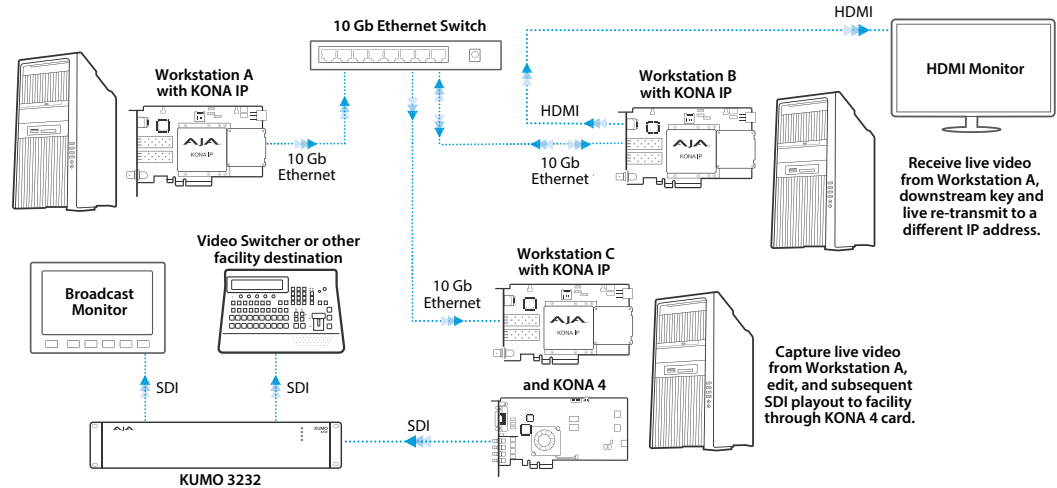 HDMI
10 Gb Ethernet Switch
Workstation A
with KONA IP
AJA
KONA IP
10 Gb
Ethernet
HDMI
10 Gb
Ethernet
Workstation B
with KONA IP
AJA
KONA IP
HDMI Monitor
Receive live video
from Workstation A,
downstream key and
live re-transmit to a
different IP address.
Broadcast
Monitor
Video Switcher or other
facility destination
10 Gb
Ethernet
Workstation C
with KONA IP
AJA
KONA IP
and KONA 4
Capture live video
from Workstation A,
edit, and subsequent
SDI playout to facility
through KONA 4 card.
SDI
SDI
SDI
AJA
KUMO
3232
KUMO 3232